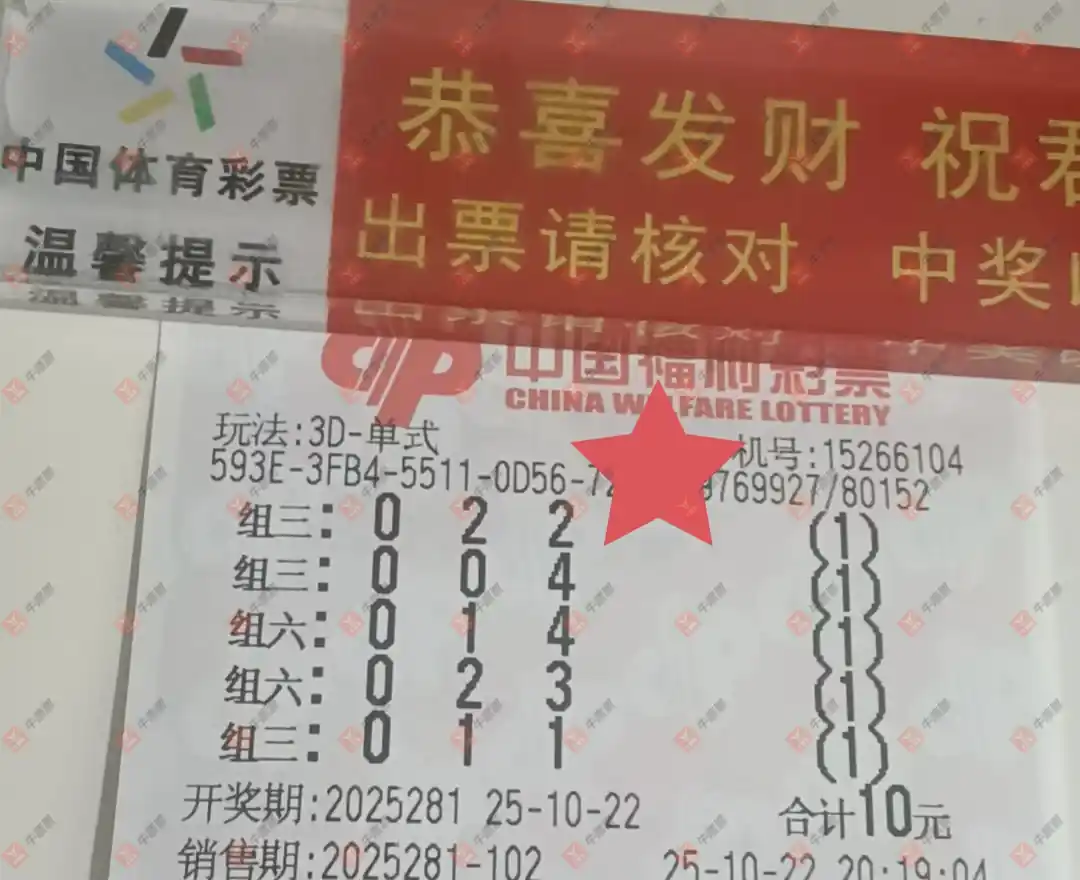 中国体育彩票
温馨提示
恭喜发财 祝君
出票请核对 中奖
中国福利彩票
CHINA WELFARE LOTTERY
玩法:3D-单式
机号:15266104
593E-3FB4-5511-0D56-7 9769927/80152
组三: 0 2 2 (1)
组三: 0 0 4 (1)
组六: 0 1 4 (1)
组六: 0 2 3 (1)
组三: 0 1 1 (1)
开奖期:2025281 25-10-22 合计10元
销售期:2025281-102 25-10-22 20:19:04